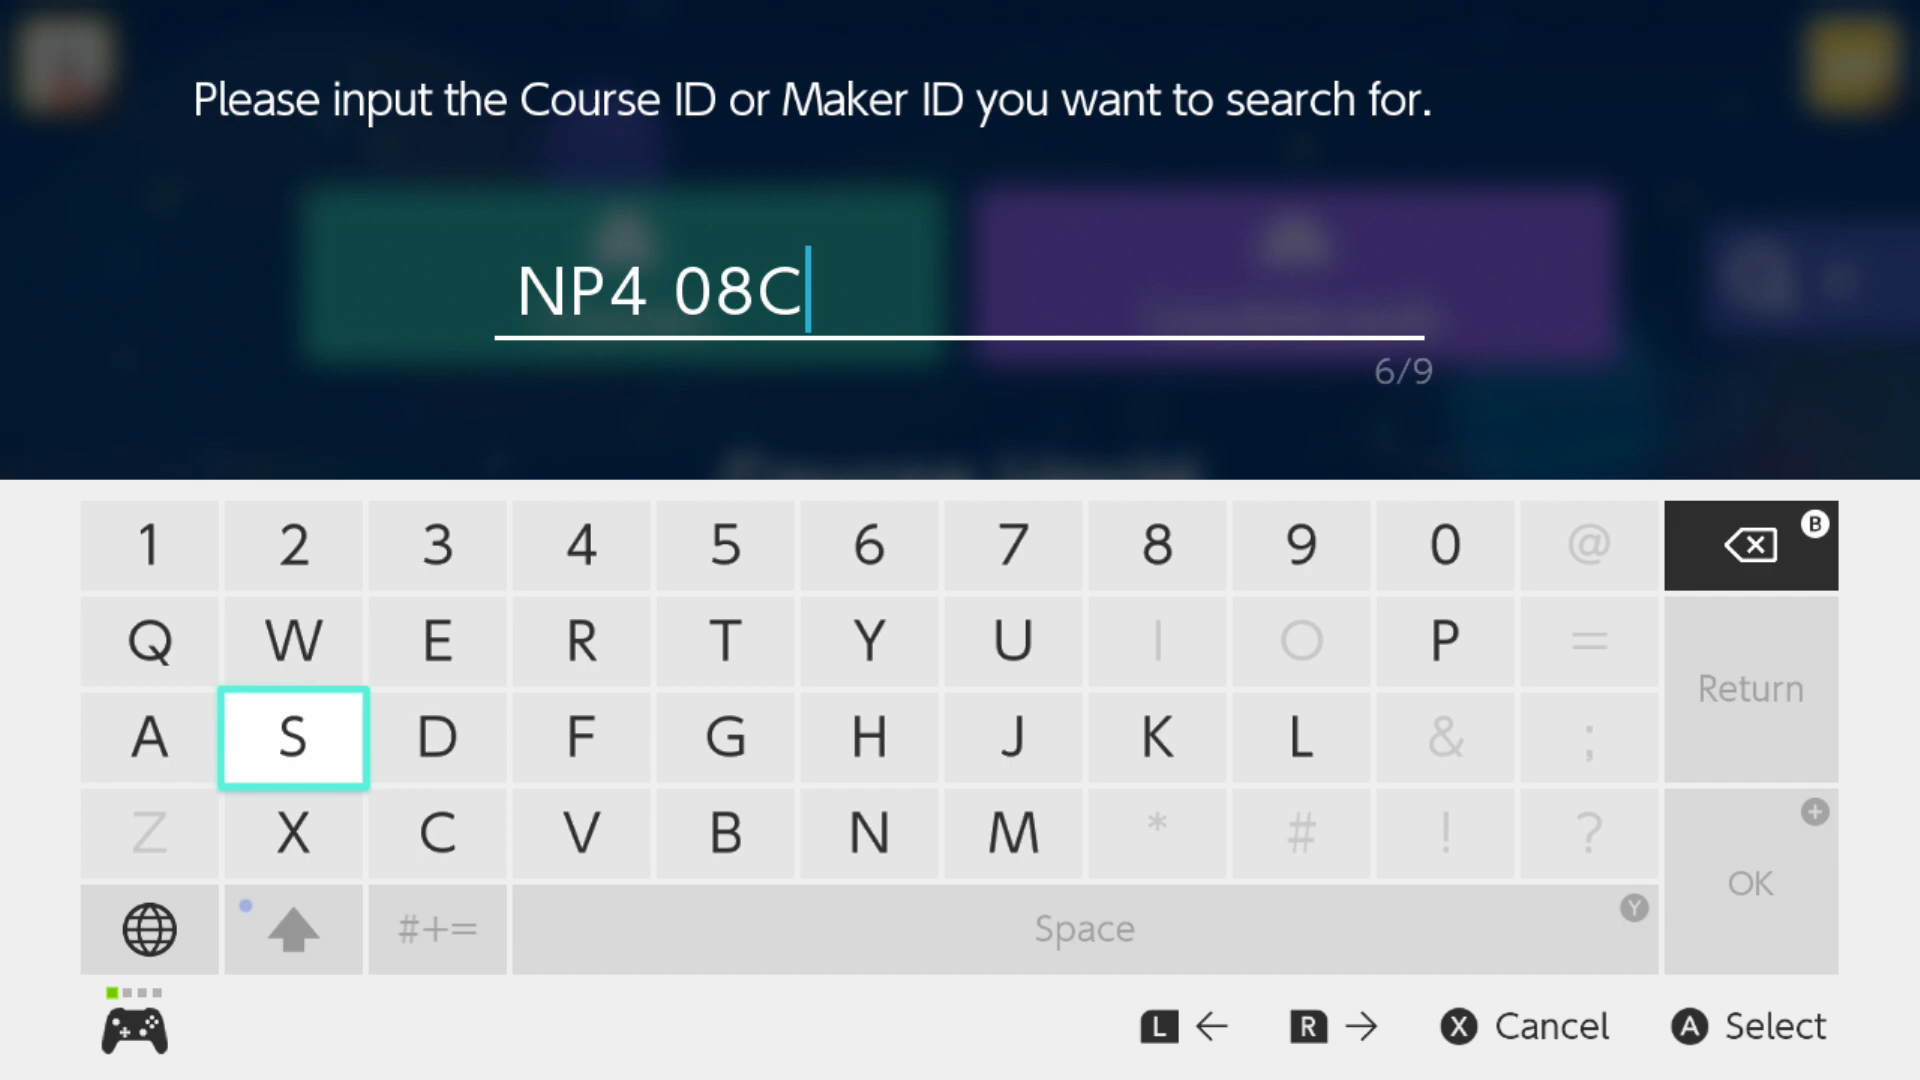 Please input the Course ID or Maker ID you want to search for.
NP4 08C
6/9
1 2 3 4 5 6 7 8 9 0 @ B
Q W E R T Y U I O P =
Return
A S D F G H J K L & ;
Z X C V B N M * # ! ?
OK
#+= Space Y
L ← R → X Cancel A Select